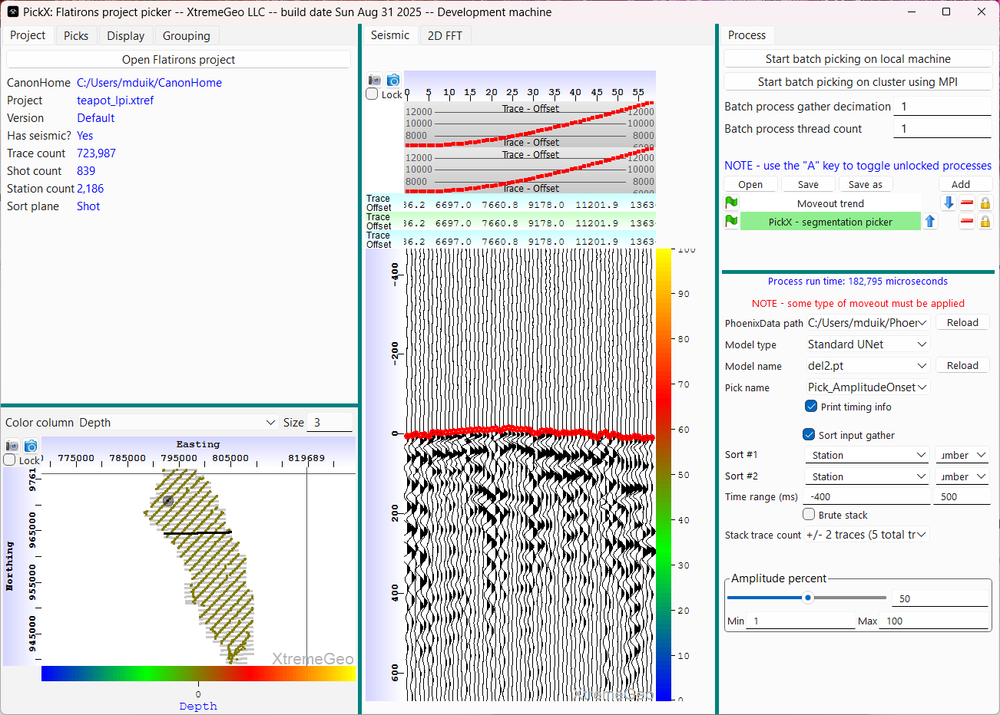 PickX: Flatirons project picker -- XtremeGeo LLC -- build date Sun Aug 31 2025 -- Development machine
Project Picks Display Grouping
Open Flatirons project
CanonHome C:/Users/mduik/CanonHome
Project teapot_lpi.xtref
Version Default
Has seismic? Yes
Trace count 723,987
Shot count 839
Station count 2,186
Sort plane Shot
Color column Depth Size 3
Lock
Easting
775000 785000 795000 805000 819689
Northing
9761
965000
955000
945000
XtremeGeo
0
Depth
Seismic 2D FFT
Lock
0 5 10 15 20 25 30 35 40 45 50 55
Trace - Offset
12000 12000
10000 10000
8000 8000
Trace - Offset
Trace - Offset
12000 12000
10000 10000
8000 8000
Trace - Offset
Trace
Offset 36.2 6697.0 7660.8 9178.0 11201.9 1363
Trace
Offset 36.2 6697.0 7660.8 9178.0 11201.9 1363
Trace
Offset 36.2 6697.0 7660.8 9178.0 11201.9 1363
-400
-200
0
200
400
600
100
90
80
70
60
50
40
30
20
10
0
XtremeGeo
Process
Start batch picking on local machine
Start batch picking on cluster using MPI
Batch process gather decimation 1
Batch process thread count 1
NOTE - use the "A" key to toggle unlocked processes
Open Save Save as Add
Moveout trend
PickX - segmentation picker
Process run time: 182,795 microseconds
NOTE - some type of moveout must be applied
PhoenixData path C:/Users/mduik/Phoer Reload
Model type Standard UNet
Model name del2.pt Reload
Pick name Pick_AmplitudeOnset
Print timing info
Sort input gather
Sort #1 Station umber
Sort #2 Station umber
Time range (ms) -400 500
Brute stack
Stack trace count +/- 2 traces (5 total tr
Amplitude percent
50
Min 1 Max 100